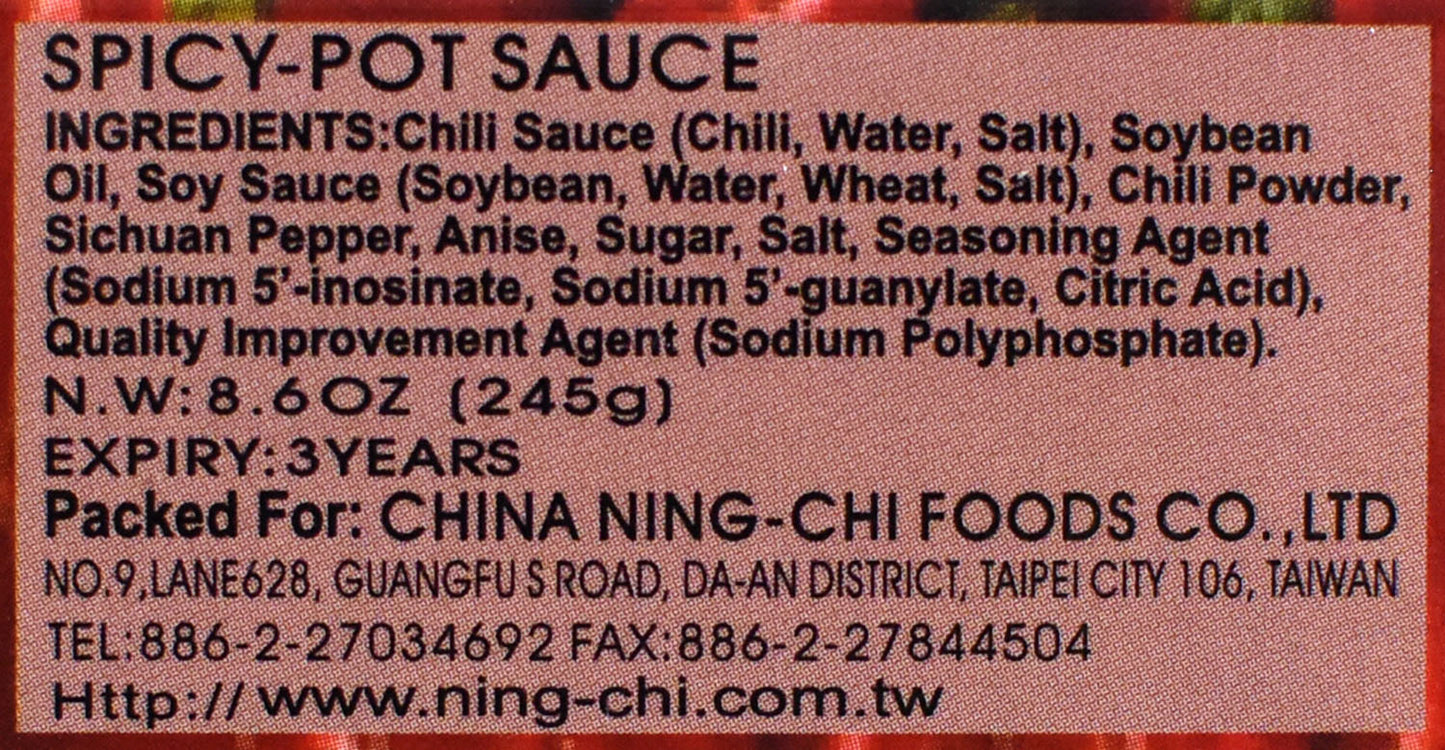 SPICY-POT SAUCE
INGREDIENTS:Chili Sauce (Chili, Water, Salt), Soybean
Oil, Soy Sauce (Soybean, Water, Wheat, Salt), Chili Powder,
Sichuan Pepper, Anise, Sugar, Salt, Seasoning Agent
(Sodium 5'-inosinate, Sodium 5'-guanylate, Citric Acid),
Quality Improvement Agent (Sodium Polyphosphate).
N.W:8.6OZ (245g)
EXPIRY:3YEARS
Packed For: CHINA NING-CHI FOODS CO.,LTD
NO.9,LANE628, GUANGFU S ROAD, DA-AN DISTRICT, TAIPEI CITY 106, TAIWAN
TEL:886-2-27034692 FAX:886-2-27844504
Http://www.ning-chi.com.tw